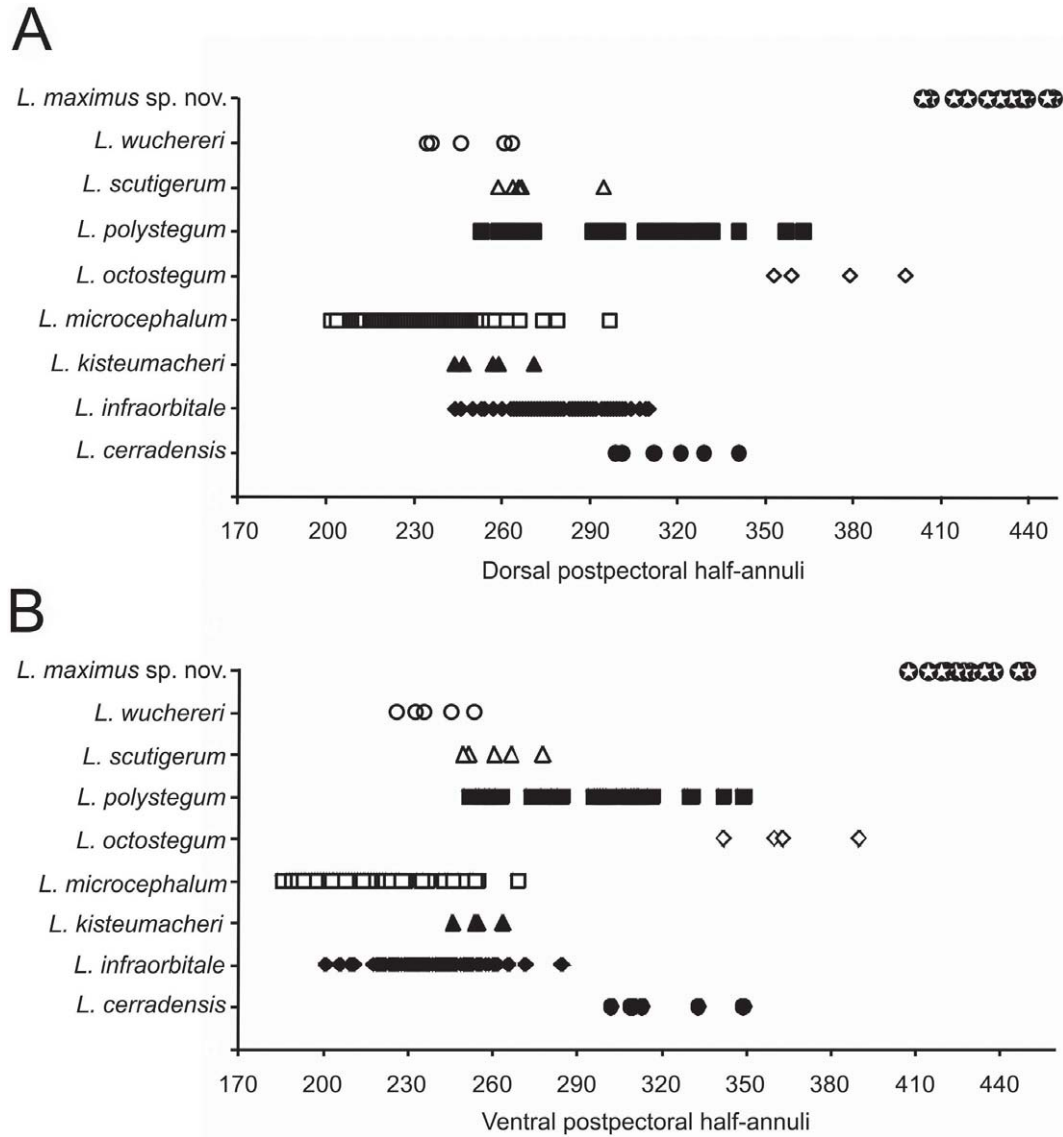 A
L. maximus sp. nov.
L. wuchereri
L. scutigerum
L. polystegum
L. octostegum
L. microcephalum
L. kisteumacheri
L. infraorbitale
L. cerradensis
170 200 230 260 290 320 350 380 410 440
Dorsal postpectoral half-annuli
B
L. maximus sp. nov.
L. wuchereri
L. scutigerum
L. polystegum
L. octostegum
L. microcephalum
L. kisteumacheri
L. infraorbitale
L. cerradensis
170 200 230 260 290 320 350 380 410 440
Ventral postpectoral half-annuli